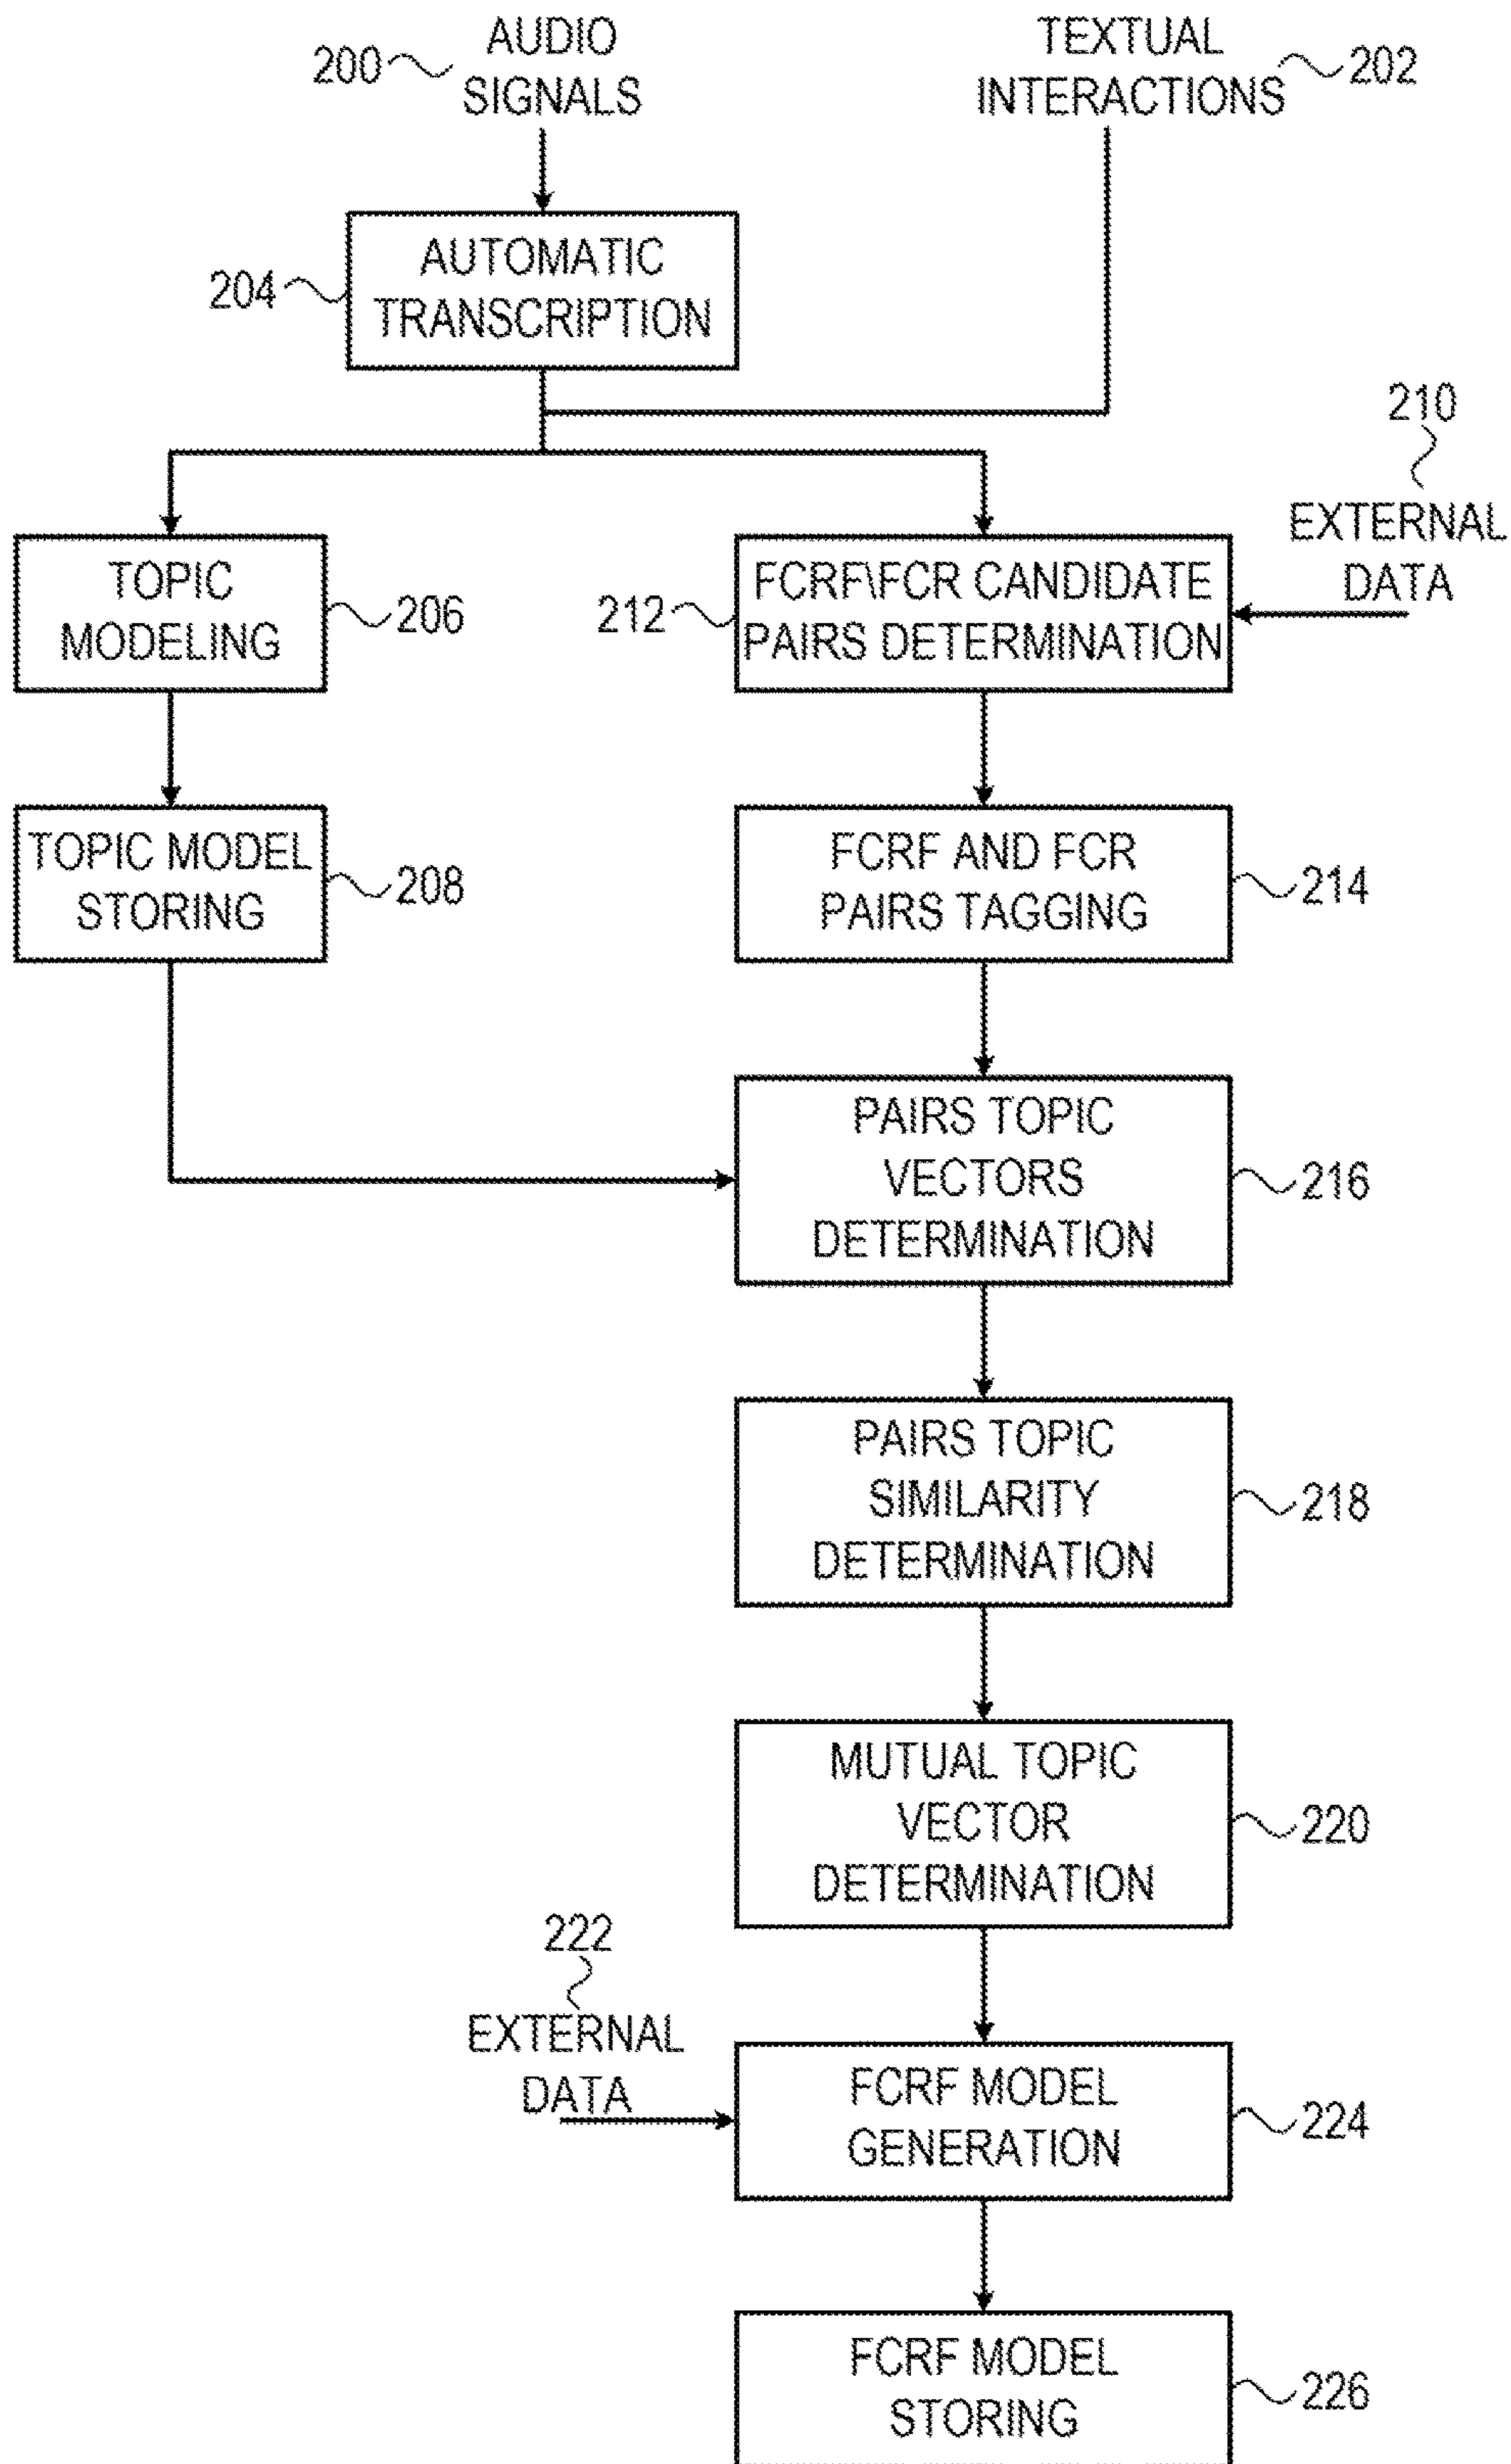 200
AUDIO
SIGNALS
TEXTUAL
INTERACTIONS
202
204
AUTOMATIC
TRANSCRIPTION
210
EXTERNAL
DATA
TOPIC
MODELING
206
212
FCRF\FCR CANDIDATE
PAIRS DETERMINATION
TOPIC MODEL
STORING
208
FCRF AND FCR
PAIRS TAGGING
214
PAIRS TOPIC
VECTORS
DETERMINATION
216
PAIRS TOPIC
SIMILARITY
DETERMINATION
218
MUTUAL TOPIC
VECTOR
DETERMINATION
220
222
EXTERNAL
DATA
FCRF MODEL
GENERATION
224
FCRF MODEL
STORING
226